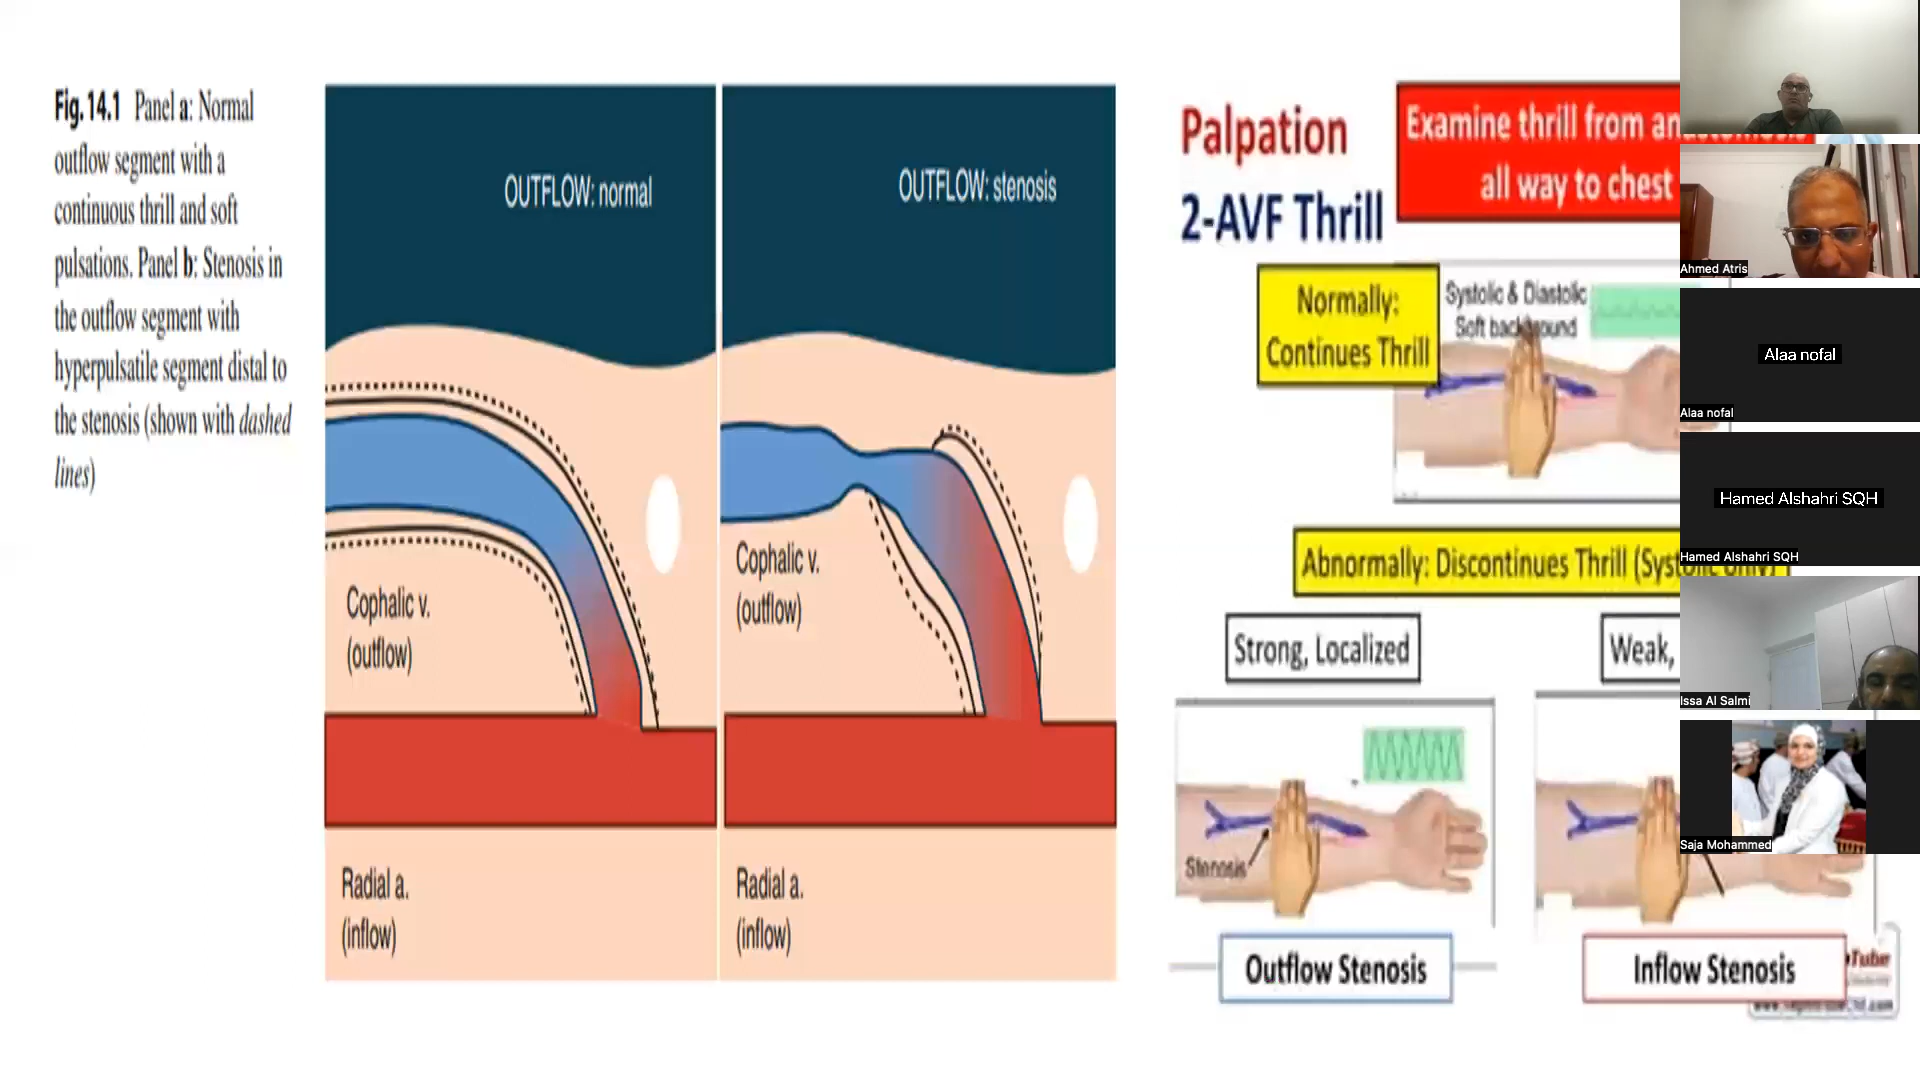 Fig. 14.1 Panel a: Normal
outflow segment with a
continuous thrill and soft
pulsations. Panel b: Stenosis in
the outflow segment with
hyperpulsatile segment distal to
the stenosis (shown with dashed
lines)
OUTFLOW: normal
Cophalic v.
(outflow)
Radial a.
(inflow)
OUTFLOW: stenosis
Cophalic v.
(outflow)
Radial a.
(inflow)
Palpation
2-AVF Thrill
Examine thrill from
all way to chest
Normally:
Continues Thrill
Systolic & Diastolic
Soft background
Abnormally: Discontinues Thrill (Systolic only)
Strong, Localized
Weak,
Stenosis
Outflow Stenosis
Inflow Stenosis
Tube
Ahmed Atris
Alaa nofal
Alaa nofal
Hamed Alshahri SQH
Hamed Alshahri SQH
Issa Al Salmi
Saja Mohammed